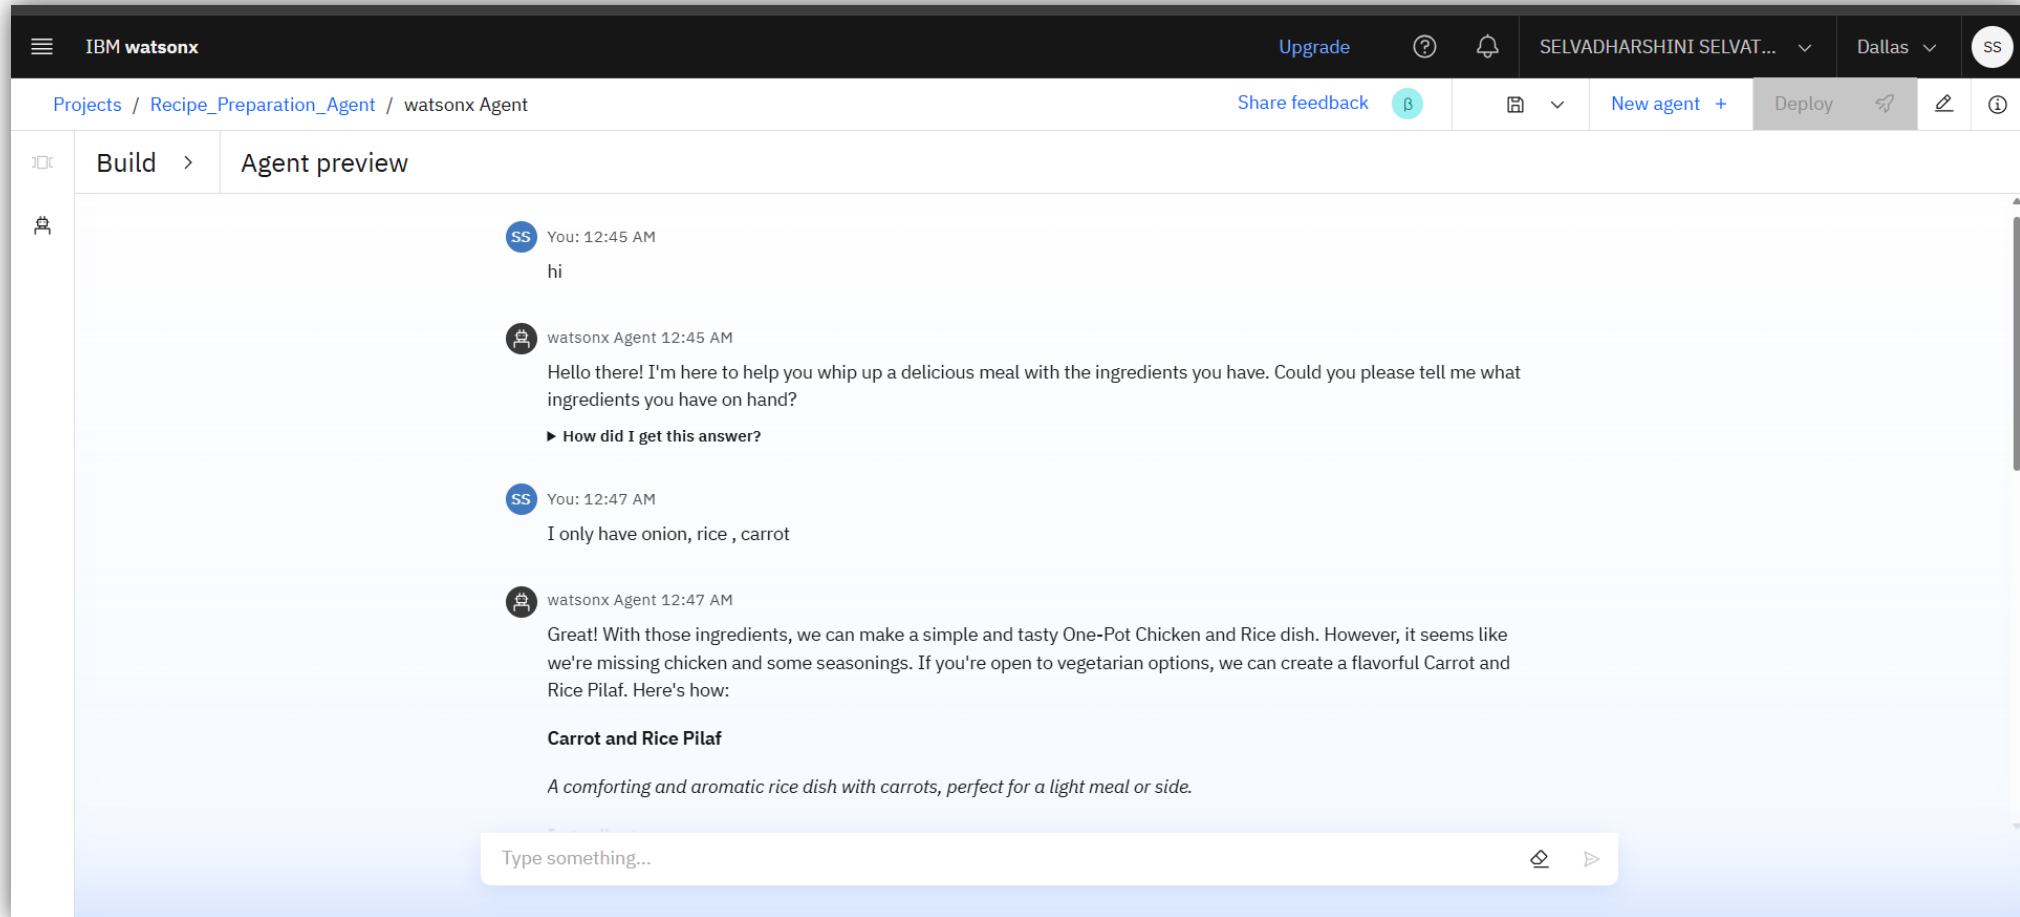 IBM watsonx
Upgrade
SELVADHARSHINI SELVAT...
Dallas
SS
Projects / Recipe_Preparation_Agent / watsonx Agent
Share feedback
β
New agent +
Deploy
Build
Agent preview
SS
You: 12:45 AM
hi
watsonx Agent 12:45 AM
Hello there! I'm here to help you whip up a delicious meal with the ingredients you have. Could you please tell me what
ingredients you have on hand?
How did I get this answer?
SS
You: 12:47 AM
I only have onion, rice , carrot
watsonx Agent 12:47 AM
Great! With those ingredients, we can make a simple and tasty One-Pot Chicken and Rice dish. However, it seems like
we're missing chicken and some seasonings. If you're open to vegetarian options, we can create a flavorful Carrot and
Rice Pilaf. Here's how:
Carrot and Rice Pilaf
A comforting and aromatic rice dish with carrots, perfect for a light meal or side.
Type something...